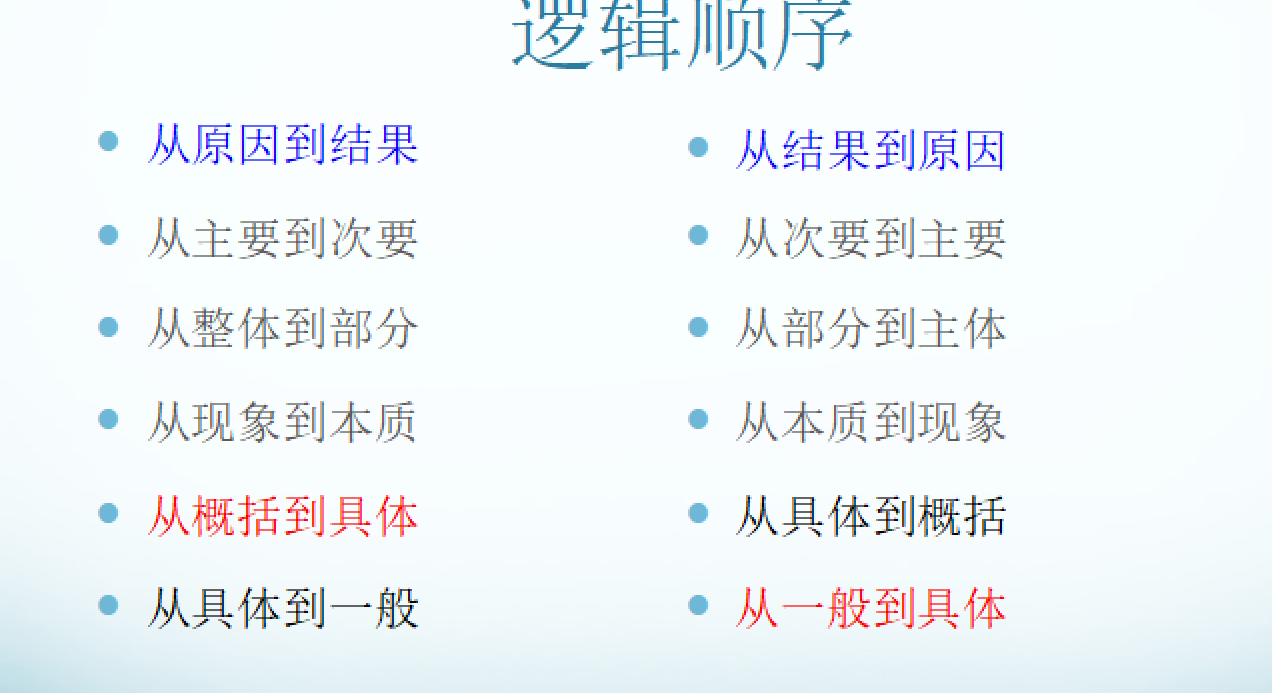 逻辑顺序
从原因到结果
从结果到原因
从主要到次要
从次要到主要
从整体到部分
从部分到主体
从现象到本质
从本质到现象
从概括到具体
从具体到概括
从具体到一般
从一般到具体